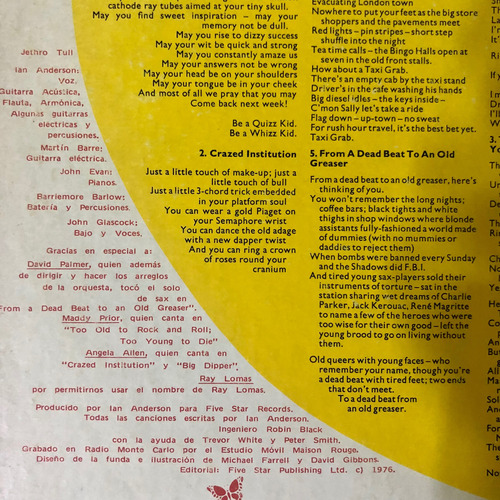 cathode ray tubes aimed at your tiny skull.
May you find sweet inspiration – may your
memory not be dull.
May you rise to dizzy success
May your wit be quick and strong
May you constantly amaze us
May your answers not be wrong
May your head be on your shoulders
May your tongue be in your cheek
And most of all we pray that you may
Come back next week!
Be a Quizz Kid.
Be a Whizz Kid.
2. Crazed Institution
Just a little touch of make-up; just a
little touch of bull
Just a little 3-chord trick embedded
in your platform soul
You can wear a gold Piaget on
your Semaphore wrist
You can dance the old adage
with a new dapper twist
And you can ring a crown
of roses round your
cranium
Evacuating London town
Nowhere to put your feet as the big store
shoppers and the pavements meet
Red lights – pin stripes – short step
shuffle into the night
Tea time calls – the Bingo Halls open at
seven in the old front stalls.
How about a Taxi Grab.
There's an empty cab by the taxi stand
Driver's in the cafe washing his hands
Big diesel idles – the keys inside –
C'mon Sally let's take a ride
Flag down – up-town – no sweat
For rush hour travel, it's the best bet yet.
Taxi Grab.
5. From A Dead Beat To An Old
Greaser
From a dead beat to an old greaser, here's
thinking of you.
You won't remember the long nights;
coffee bars; black tights and white
thighs in shop windows where blonde
assistants fully-fashioned a world made
of dummies (with no mummies or
daddies to reject them)
When bombs were banned every Sunday
and the Shadows did F.B.I.
And tired young sax-players sold their
instruments of torture – sat in the
station sharing wet dreams of Charlie
Parker, Jack Kerouac, René Magritte
to name a few of the heroes who were
too wise for their own good – left the
young brood to go on living without
them.
Old queers with young faces – who
remember your name, though you're
a dead beat with tired feet; two ends
that don't meet.
To a dead beat from
an old greaser.
Jethro Tull
Ian Anderson:
Voz,
Guitarra Acústica,
Flauta, Armónica,
Algunas guitarras
eléctricas y
percusiones.
Martín Barre:
Guitarra eléctrica.
John Evan:
Pianos.
Barriemore Barlow:
Batería y Percusiones.
John Glascock:
Bajo y Voces.
Gracias en especial a:
David Palmer, quien además
de dirigir y hacer los arreglos
de la orquesta, tocó el solo
de sax en
"From a Dead Beat to an Old Greaser".
Maddy Prior, quien canta en
"Too Old to Rock and Roll;
Too Young to Die"
Angela Allen, quien canta en
"Crazed Institution" y "Big Dipper",
Ray Lomas
por permitirnos usar el nombre de Ray Lomas.
Producido por Ian Anderson para Five Star Records.
Todas las canciones escritas por Ian Anderson.
Ingeniero Robin Black
con la ayuda de Trevor White y Peter Smith.
Grabado en Radio Monte Carlo por el Estudio Móvil Maison Rouge.
Diseño de la funda e ilustración de Michael Farrell y David Gibbons.
Editorial: Five Star Publishing Ltd. c) 1976.